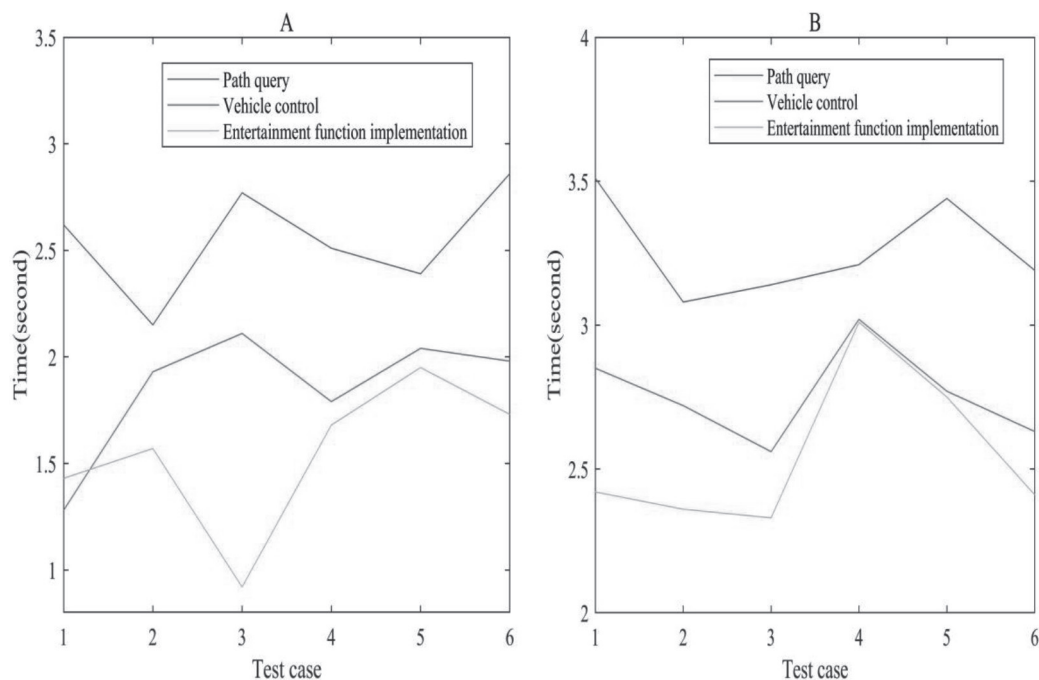 A
3.5
3
2.5
2
1.5
1
Time(second)
Path query
Vehicle control
Entertainment function implementation
1 2 3 4 5 6
Test case
B
4
3.5
3
2.5
2
Time(second)
Path query
Vehicle control
Entertainment function implementation
1 2 3 4 5 6
Test case